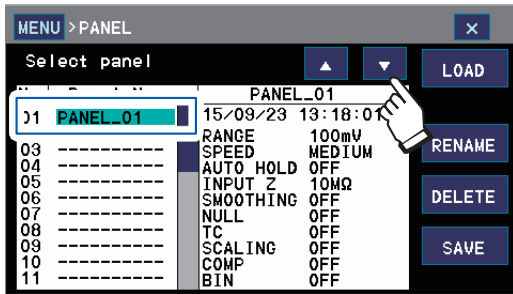 MENU >PANEL ×
Select panel ▲ ▼ LOAD
PANEL_01
01 PANEL_01 15/09/23 13:18:01
RANGE 100mV
03 ---------- SPEED MEDIUM RENAME
04 ---------- AUTO HOLD OFF
05 ---------- INPUT Z 10MΩ
06 ---------- SMOOTHING OFF DELETE
07 ---------- NULL OFF
08 ---------- TC OFF
09 ---------- SCALING OFF SAVE
10 ---------- COMP OFF
11 ---------- BIN OFF